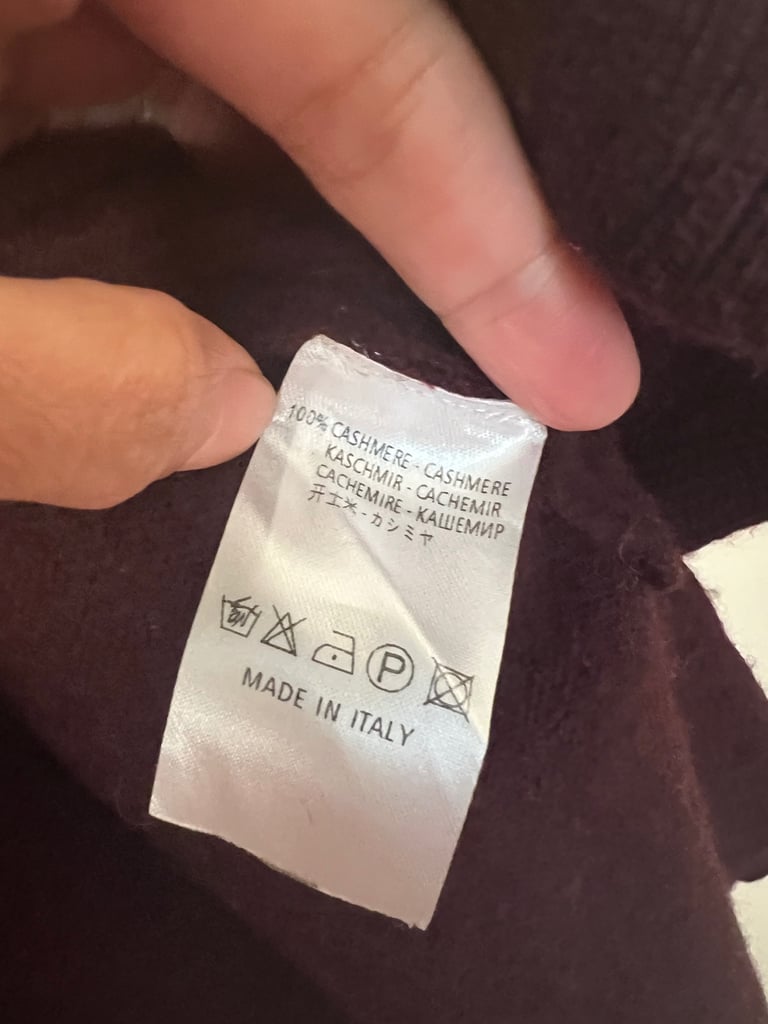 100% CASHMERE - CASHMERE
KASCHMIR - CACHEMIR
CACHEMIRE - КАШЕМИР
开士米 - カシミヤ
P
MADE IN ITALY